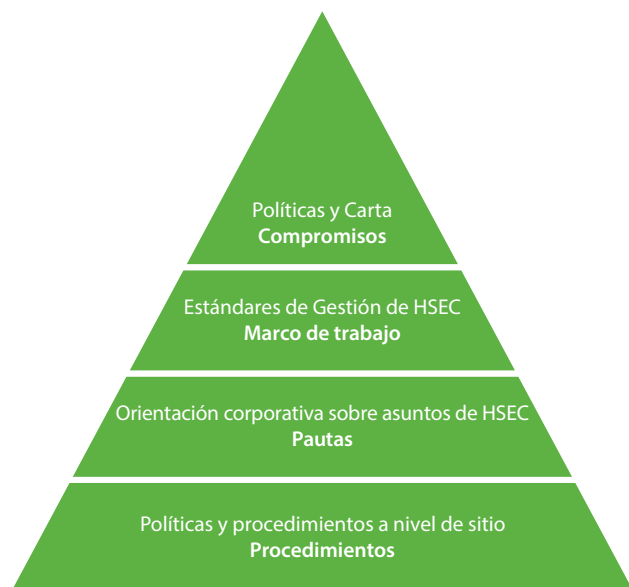 Políticas y Carta
Compromisos
Estándares de Gestión de HSEC
Marco de trabajo
Orientación corporativa sobre asuntos de HSEC
Pautas
Políticas y procedimientos a nivel de sitio
Procedimientos